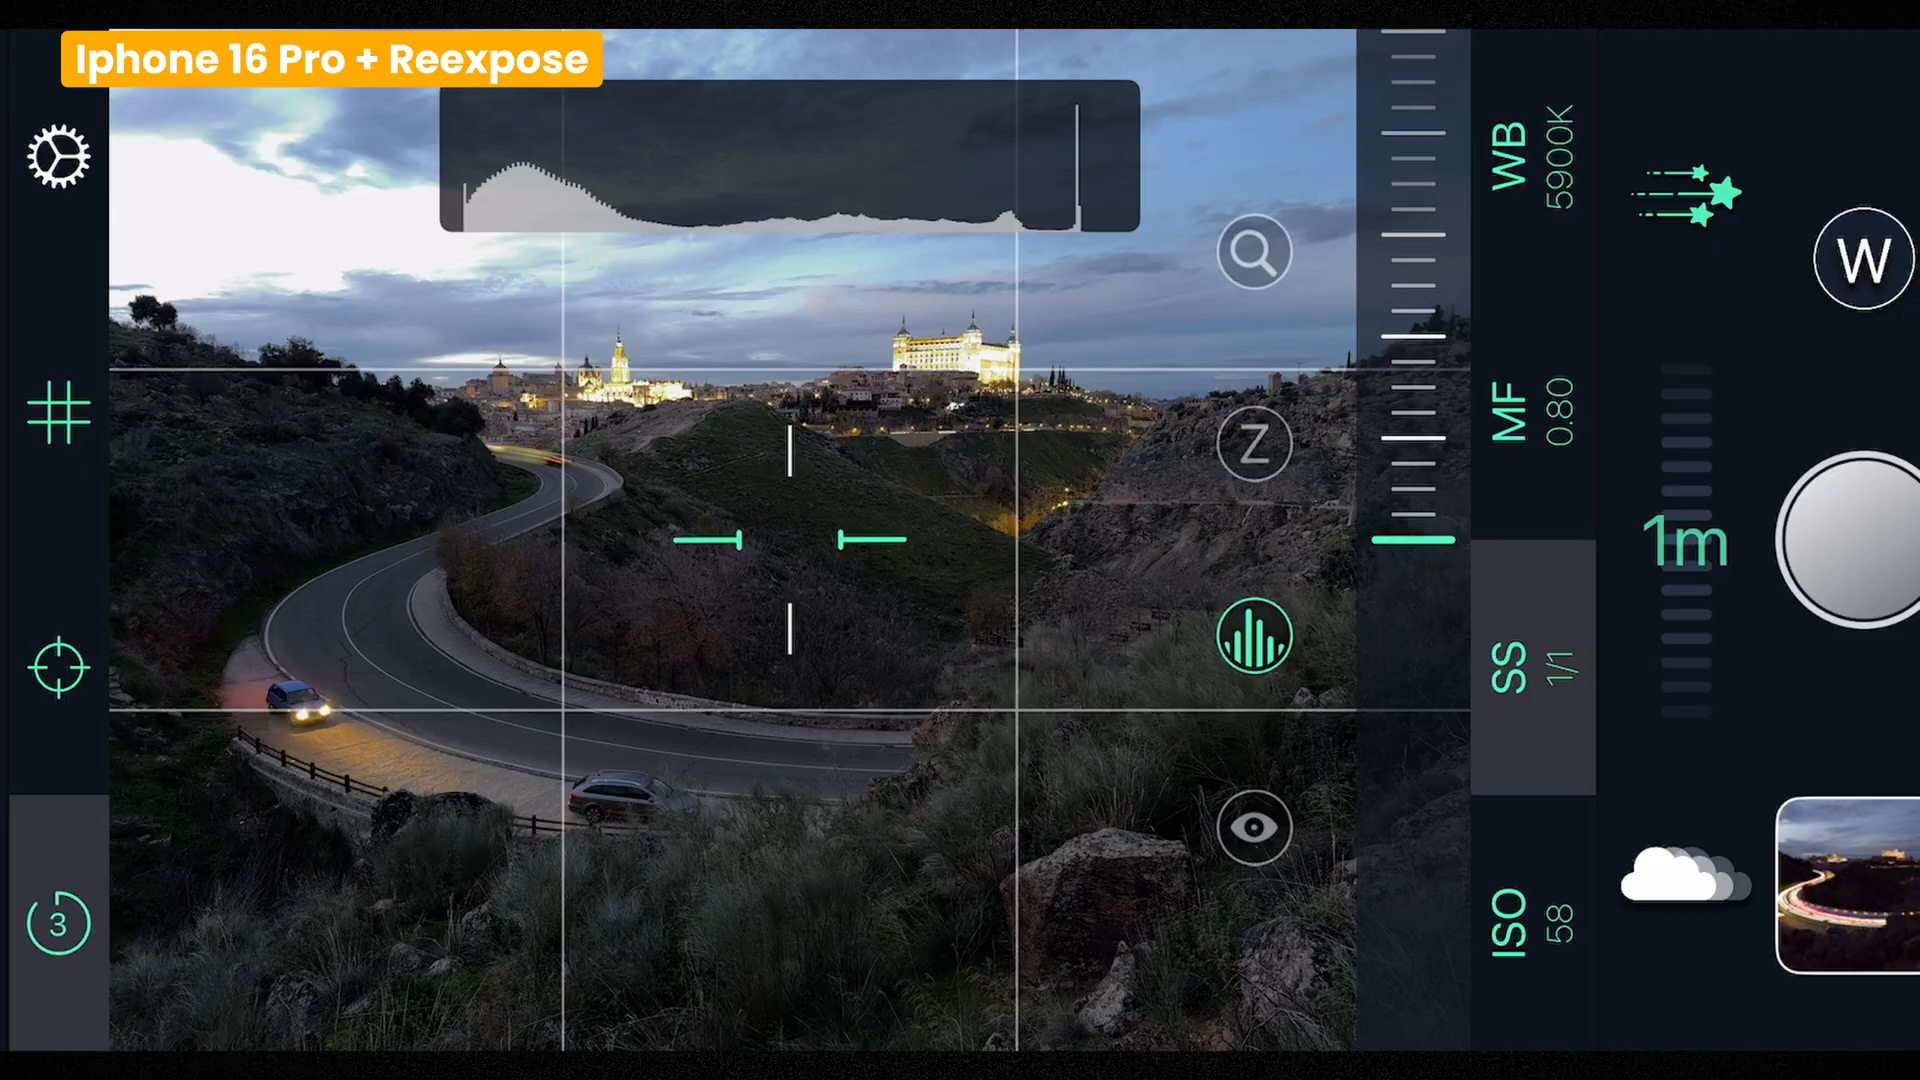 Iphone 16 Pro + Reexpose
WB
5900K
W
MF
0.80
Z
1m
SS
1/1
3
ISO
58